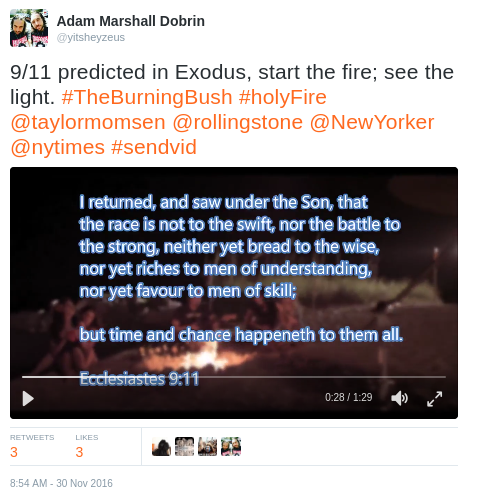 Adam Marshall Dobrin
@yitsheyzeus
9/11 predicted in Exodus, start the fire; see the
light. #TheBurningBush #holyFire
@taylormomsen @rollingstone @NewYorker
@nytimes #sendvid
I returned, and saw under the Son, that
the race is not to the swift, nor the battle to
the strong, neither yet bread to the wise,
nor yet riches to men of understanding,
nor yet favour to men of skill;
but time and chance happeneth to them all.
Ecclesiastes 9:11
0:28 / 1:29
RETWEETS LIKES
3 3
8:54 AM - 30 Nov 2016